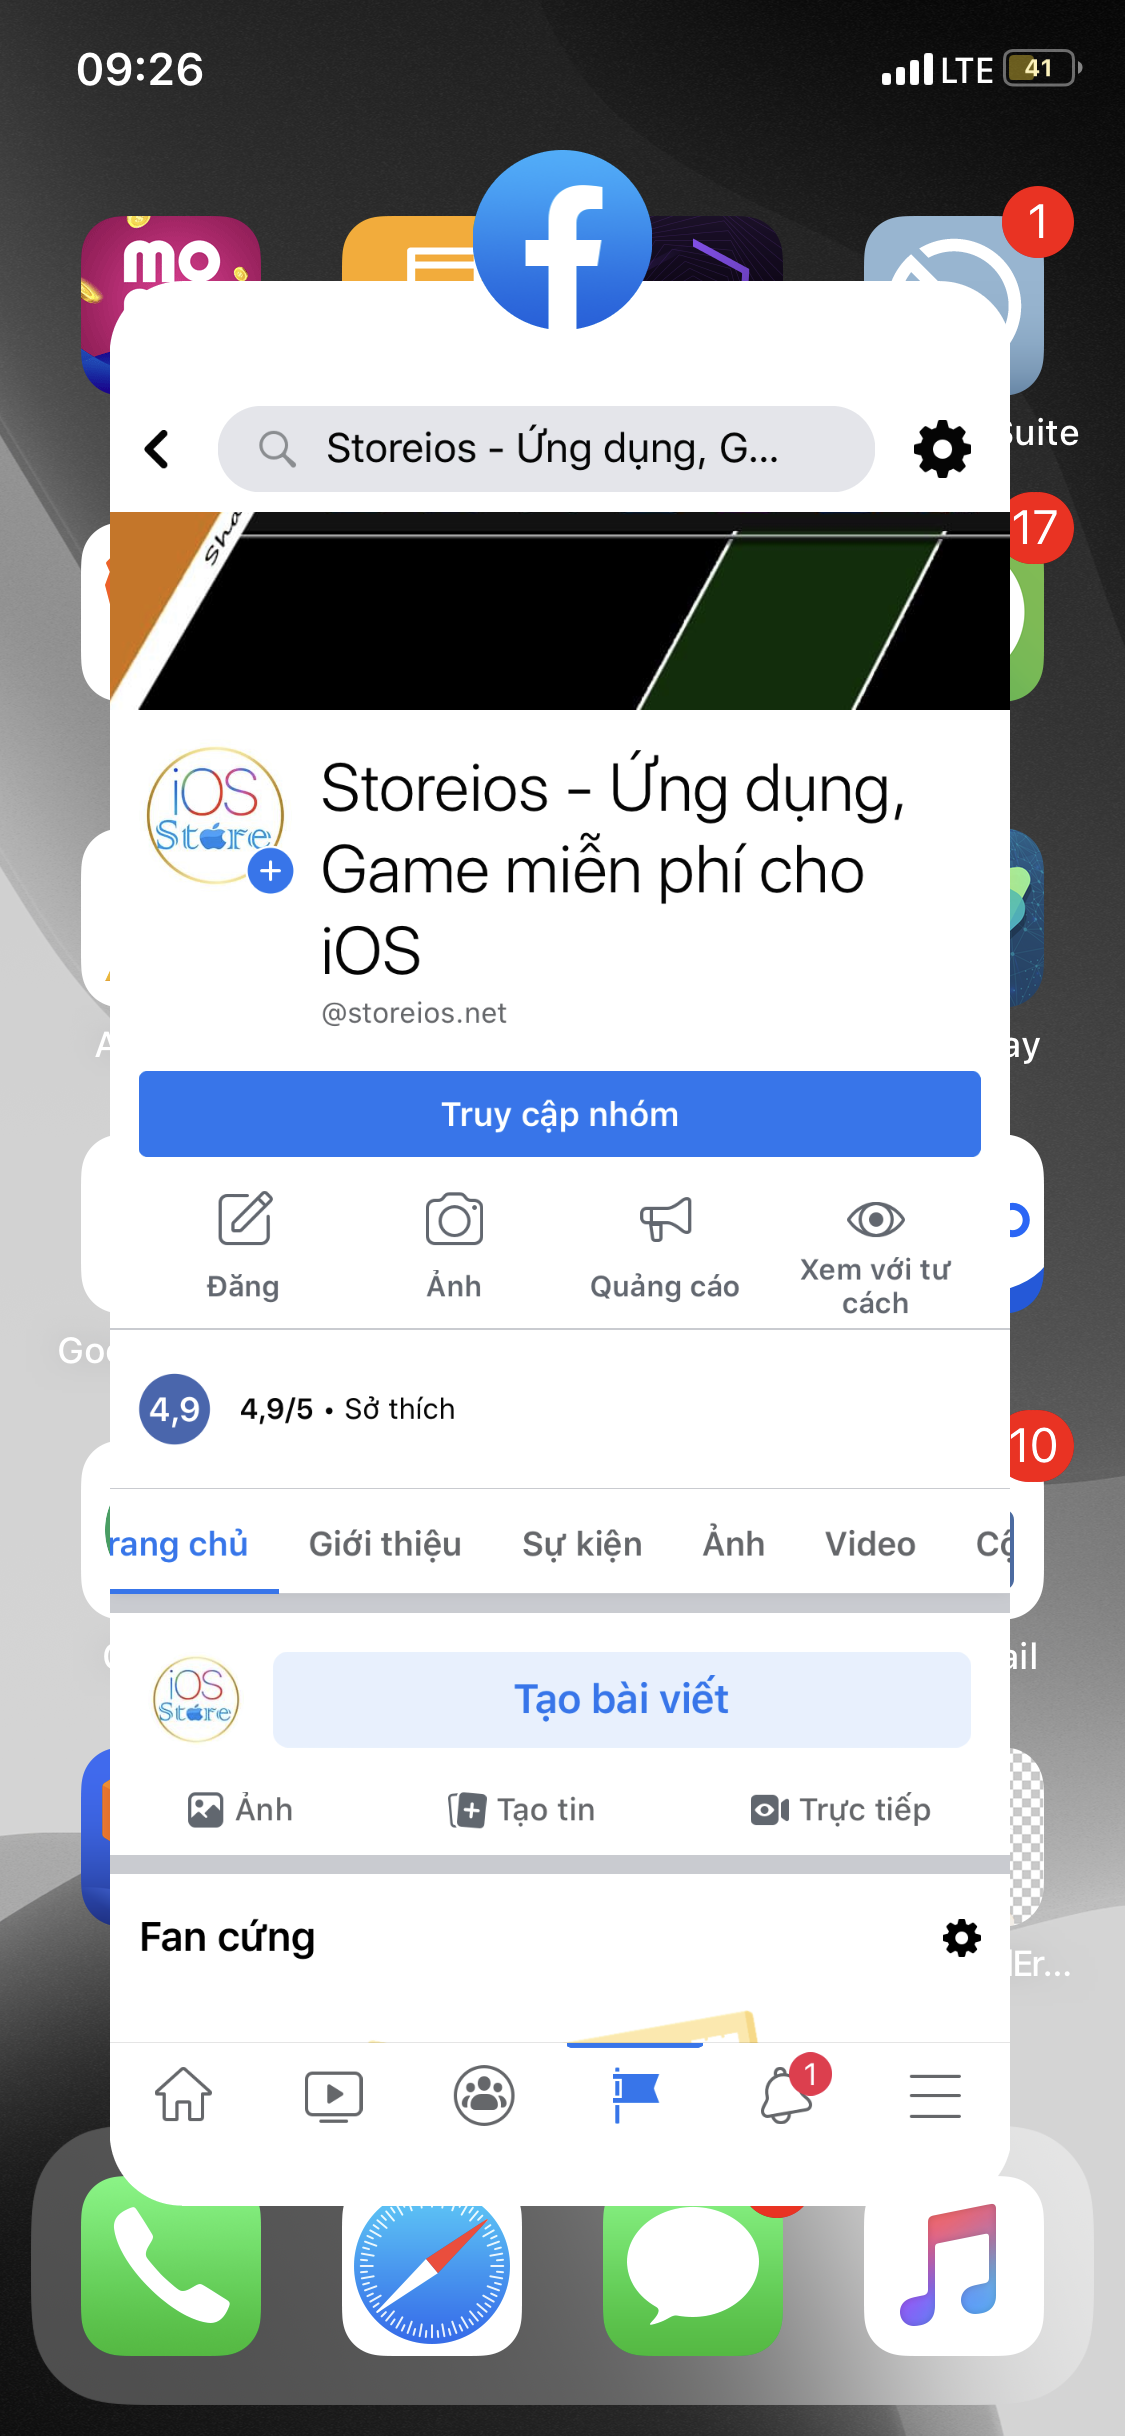 09:26
LTE 41
1
mo
Suite
Storeios - Ứng dụng, G...
17
Sha
iOS
Store
Storeios - Ứng dụng,
Game miễn phí cho
iOS
@storeios.net
ay
Truy cập nhóm
Đăng
Ảnh
Quảng cáo
Xem với tư
cách
4,9
4,9/5 • Sở thích
10
rang chủ
Giới thiệu
Sự kiện
Ảnh
Video
iOS
Store
Tạo bài viết
ail
Ảnh
Tạo tin
Trực tiếp
Fan cứng
Er...
1